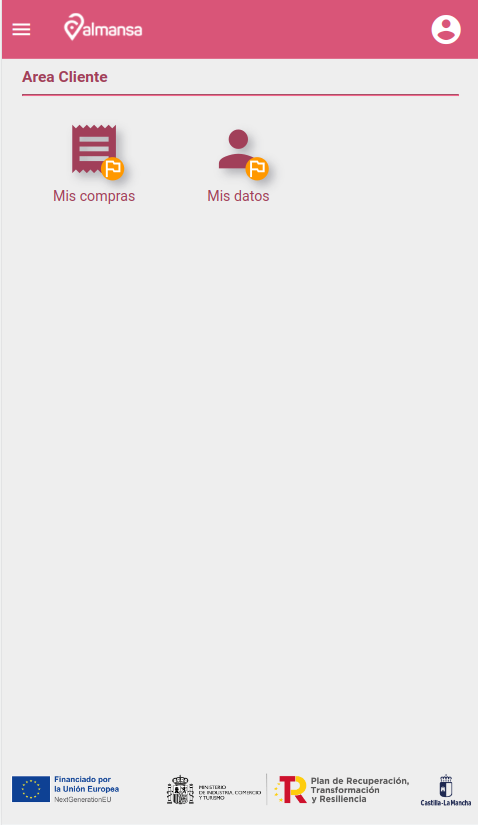 almansa
Area Cliente
Mis compras
Mis datos
Financiado por
la Unión Europea
NextGenerationEU
MINISTERIO
DE INDUSTRIA, COMERCIO
Y TURISMO
Plan de Recuperación,
Transformación
y Resiliencia
Castilla-La Mancha